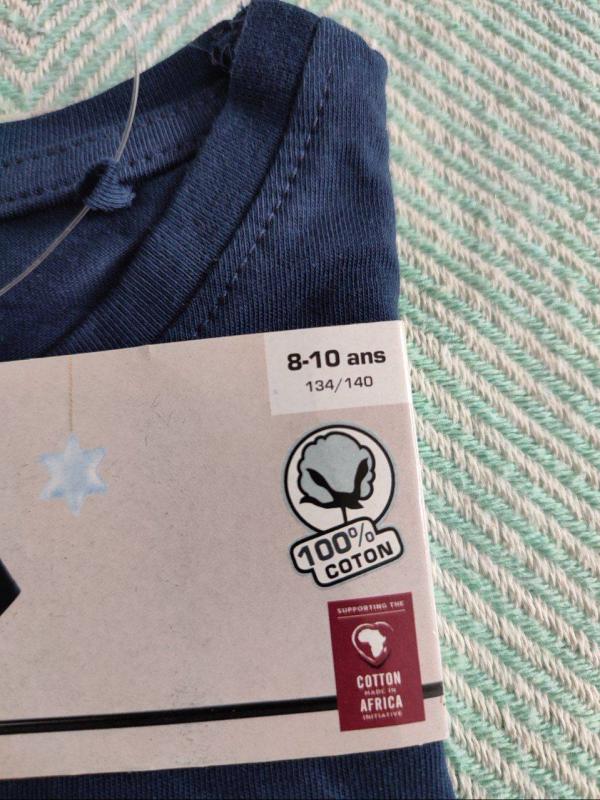 8-10 ans
134/140
100%
COTON
SUPPORTING THE
COTTON
MADE IN
AFRICA
INITIATIVE